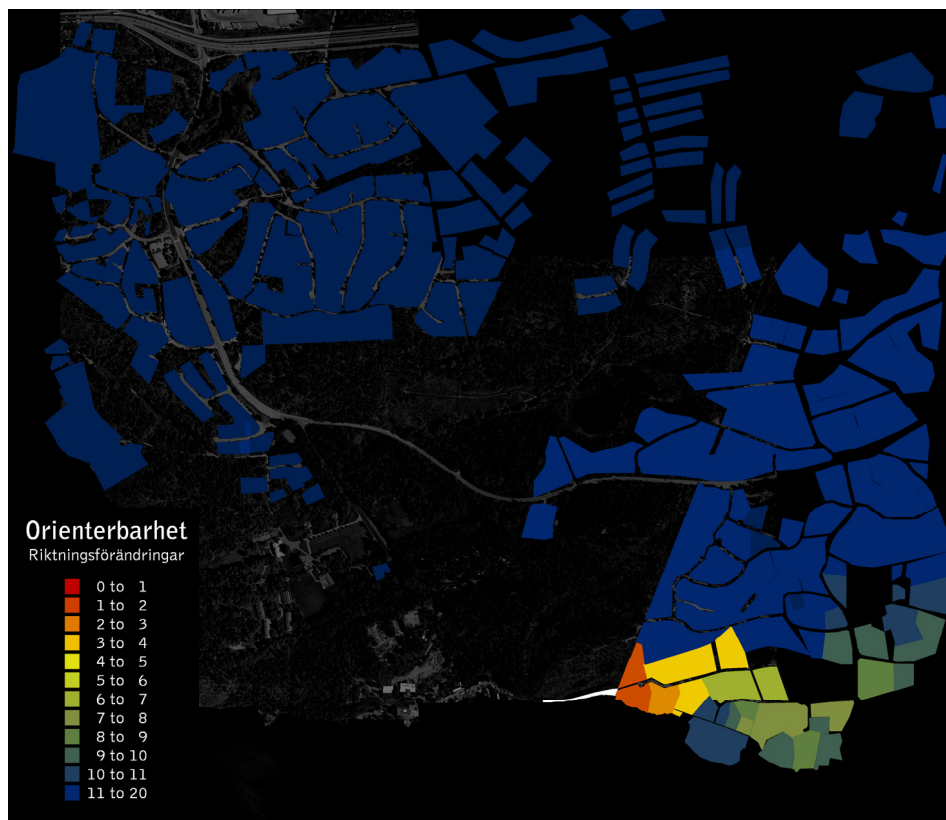 Orienterbarhet
Riktningsförändringar
0 to 1
1 to 2
2 to 3
3 to 4
4 to 5
5 to 6
6 to 7
7 to 8
8 to 9
9 to 10
10 to 11
11 to 20